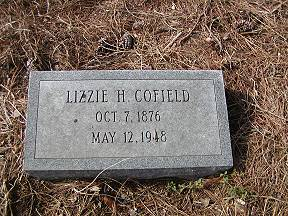 LIZZIE H. COFIELD
OCT. 7, 1876
MAY 12, 1948